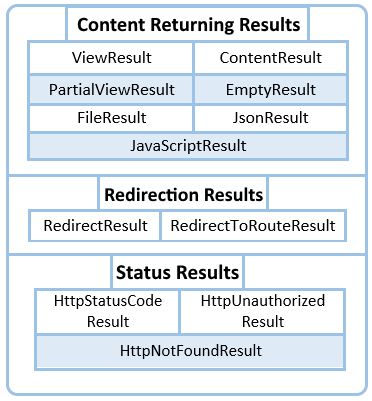 Content Returning Results
ViewResult ContentResult
PartialViewResult EmptyResult
FileResult JsonResult
JavaScriptResult
Redirection Results
RedirectResult RedirectToRouteResult
Status Results
HttpStatusCode HttpUnauthorized
Result Result
HttpNotFoundResult